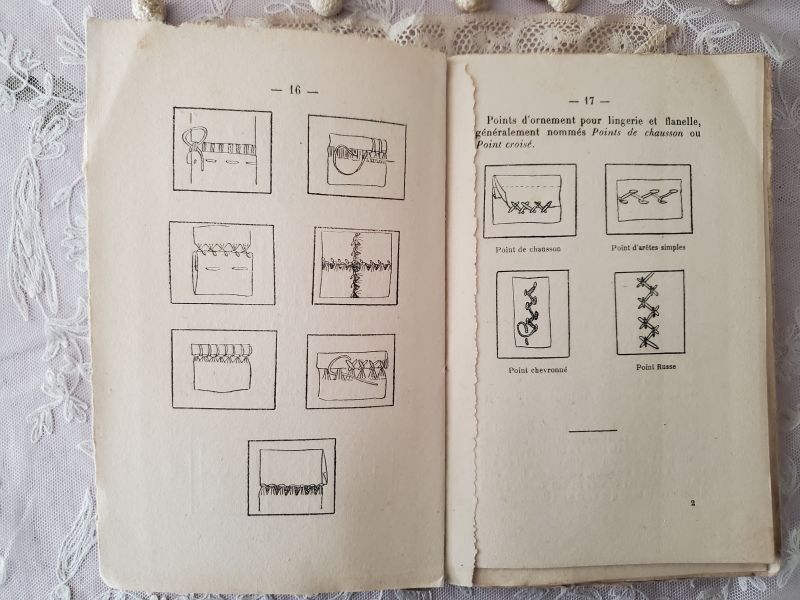 — 16 —
— 17 —
Points d'ornement pour lingerie et flanelle,
généralement nommés Points de chausson ou
Point croisé.
Point de chausson
Point d'arêtes simples
Point chevronné
Point Russe
2